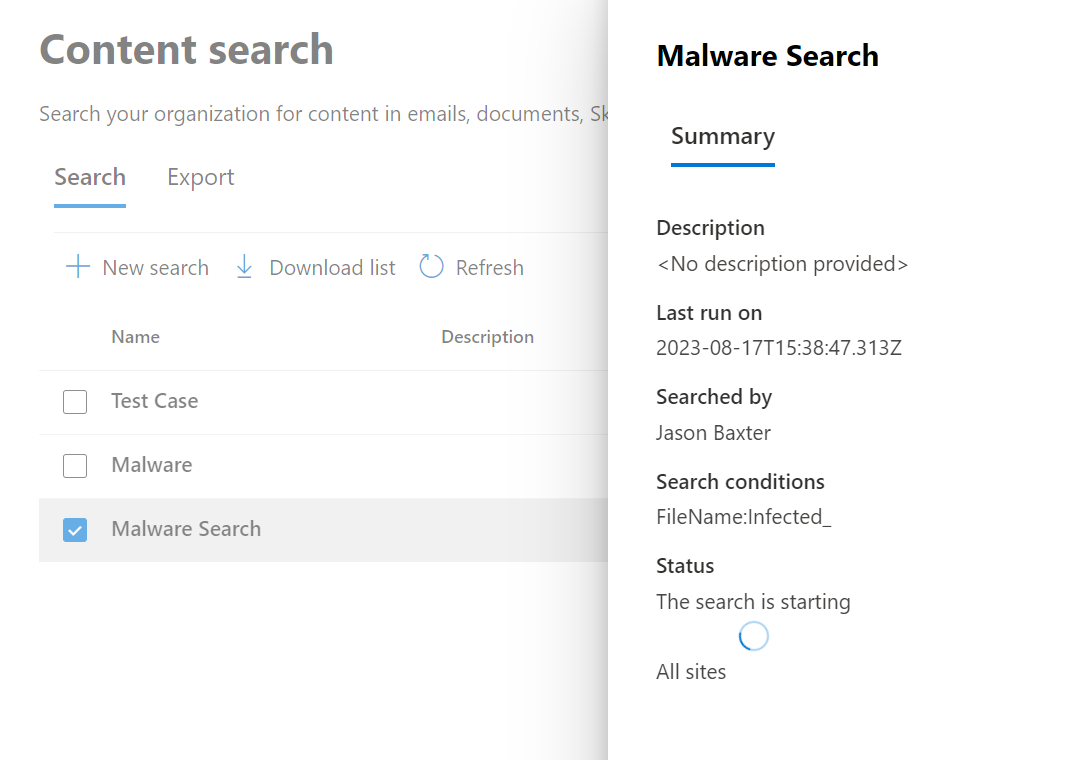 Content search
Search your organization for content in emails, documents, Sk
Search
Export
New search
Download list
Refresh
Name
Description
Test Case
Malware
Malware Search
Malware Search
Summary
Description
<No description provided>
Last run on
2023-08-17T15:38:47.313Z
Searched by
Jason Baxter
Search conditions
FileName:Infected_
Status
The search is starting
All sites